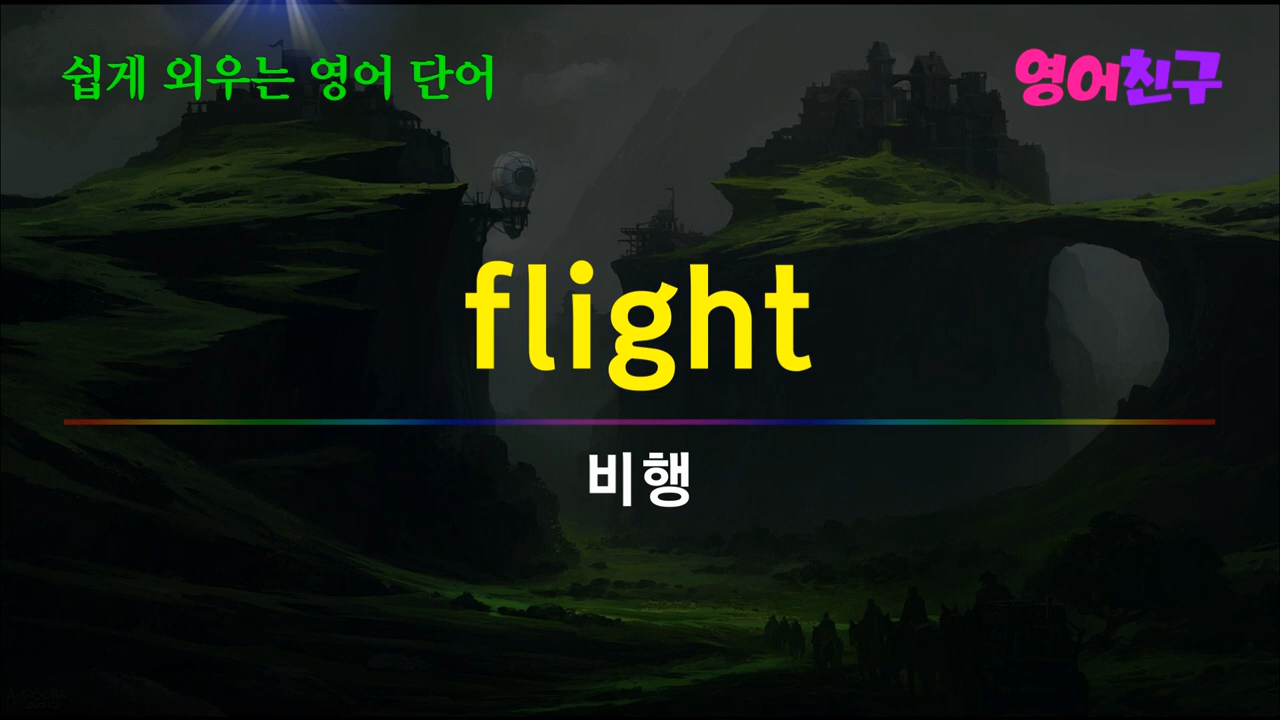 쉽게 외우는 영어 단어
영어친구
flight
비행